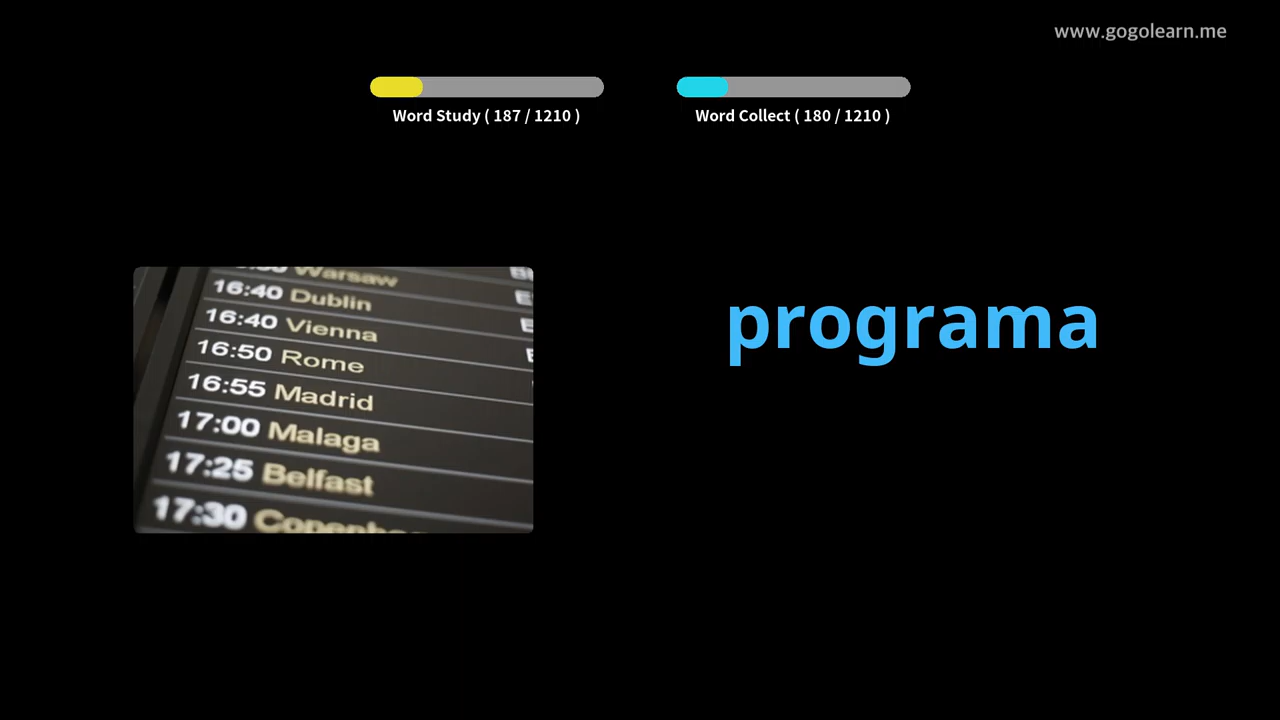 www.gogolearn.me
Word Study ( 187 / 1210 )
Word Collect ( 180 / 1210 )
programa
Warsaw
16:40 Dublin
16:40 Vienna
16:50 Rome
16:55 Madrid
17:00 Malaga
17:25 Belfast
17:30